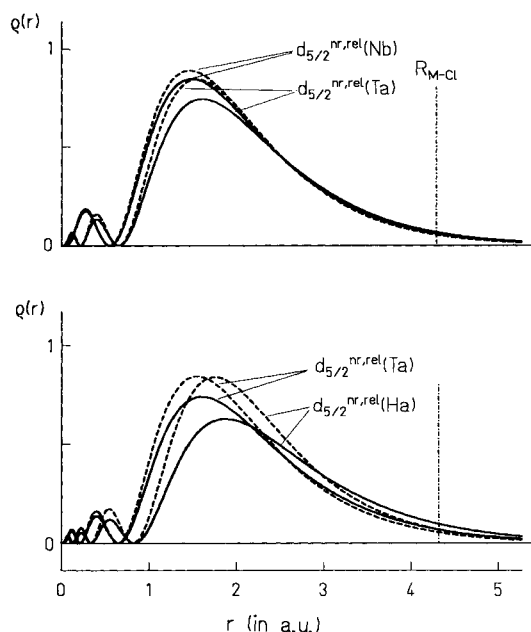 ϱ(r)
1
0
d5/2nr,rel(Nb)
d5/2nr,rel(Ta)
RM-Cl
ϱ(r)
1
0
d5/2nr,rel(Ta)
d5/2nr,rel(Ha)
0 1 2 3 4 5
r (in a.u.)